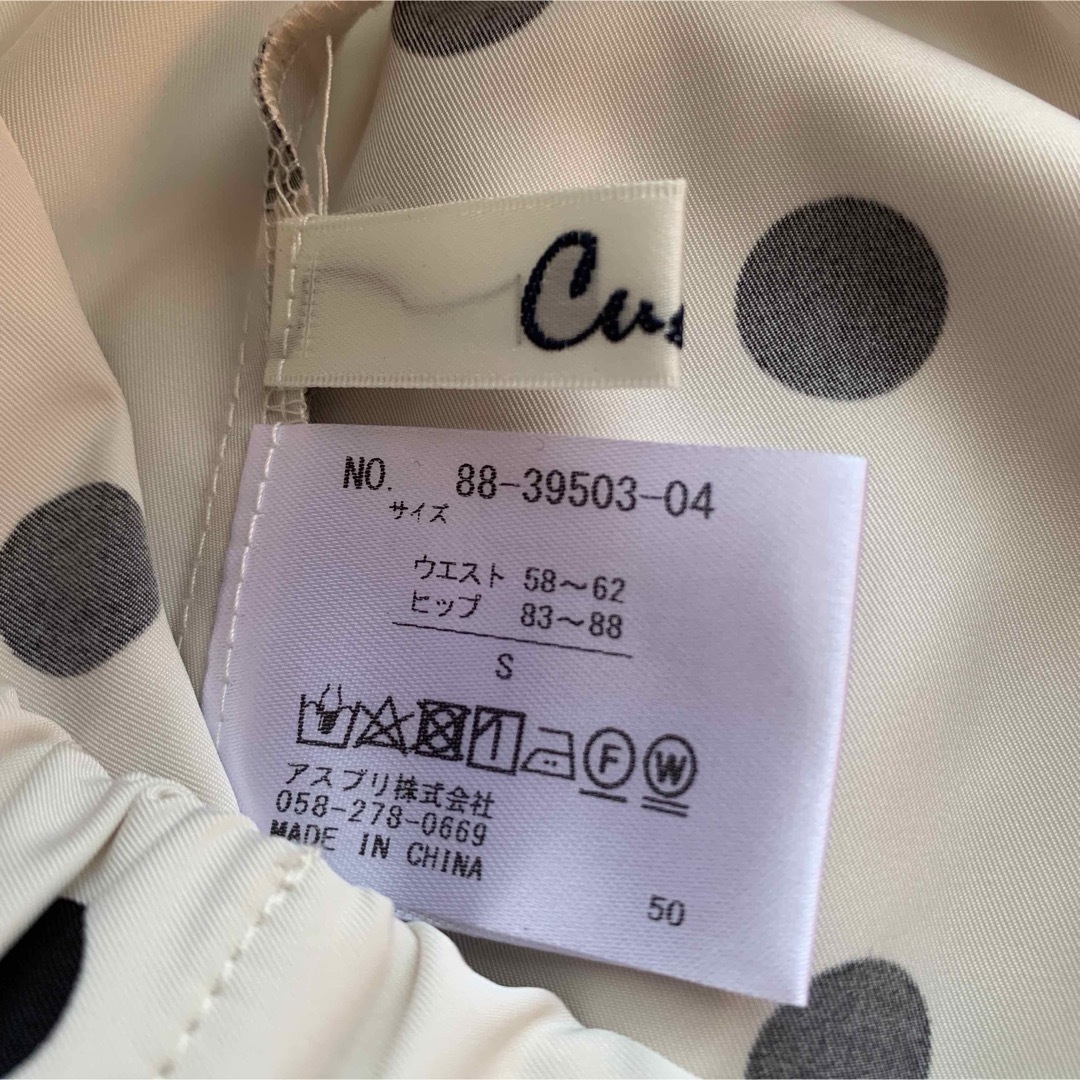 NO. 88-39503-04
サイズ
ウエスト 58～62
ヒップ 83～88
S
F W
アスプリ株式会社
058-278-0669
MADE IN CHINA
50